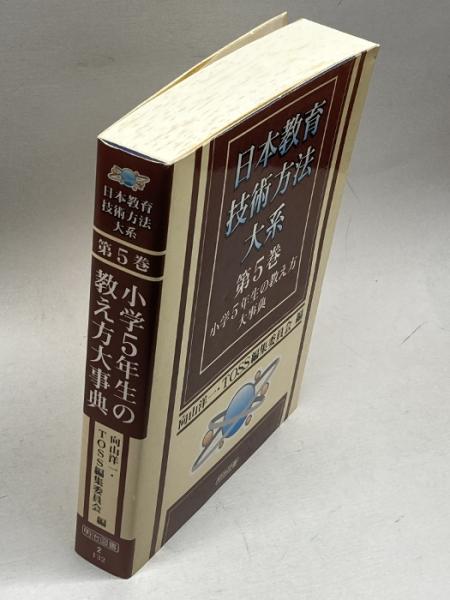 日本教育
技術方法
大系
第5巻
小学5年生の教え方
大事典
向山洋一・TOSS編集委員会 編
明治図書
日本教育
技術方法
大系
第5巻
小学5年生の
教え方大事典
向山洋一・
TOSS編集委員会 編
明治図書
2
132